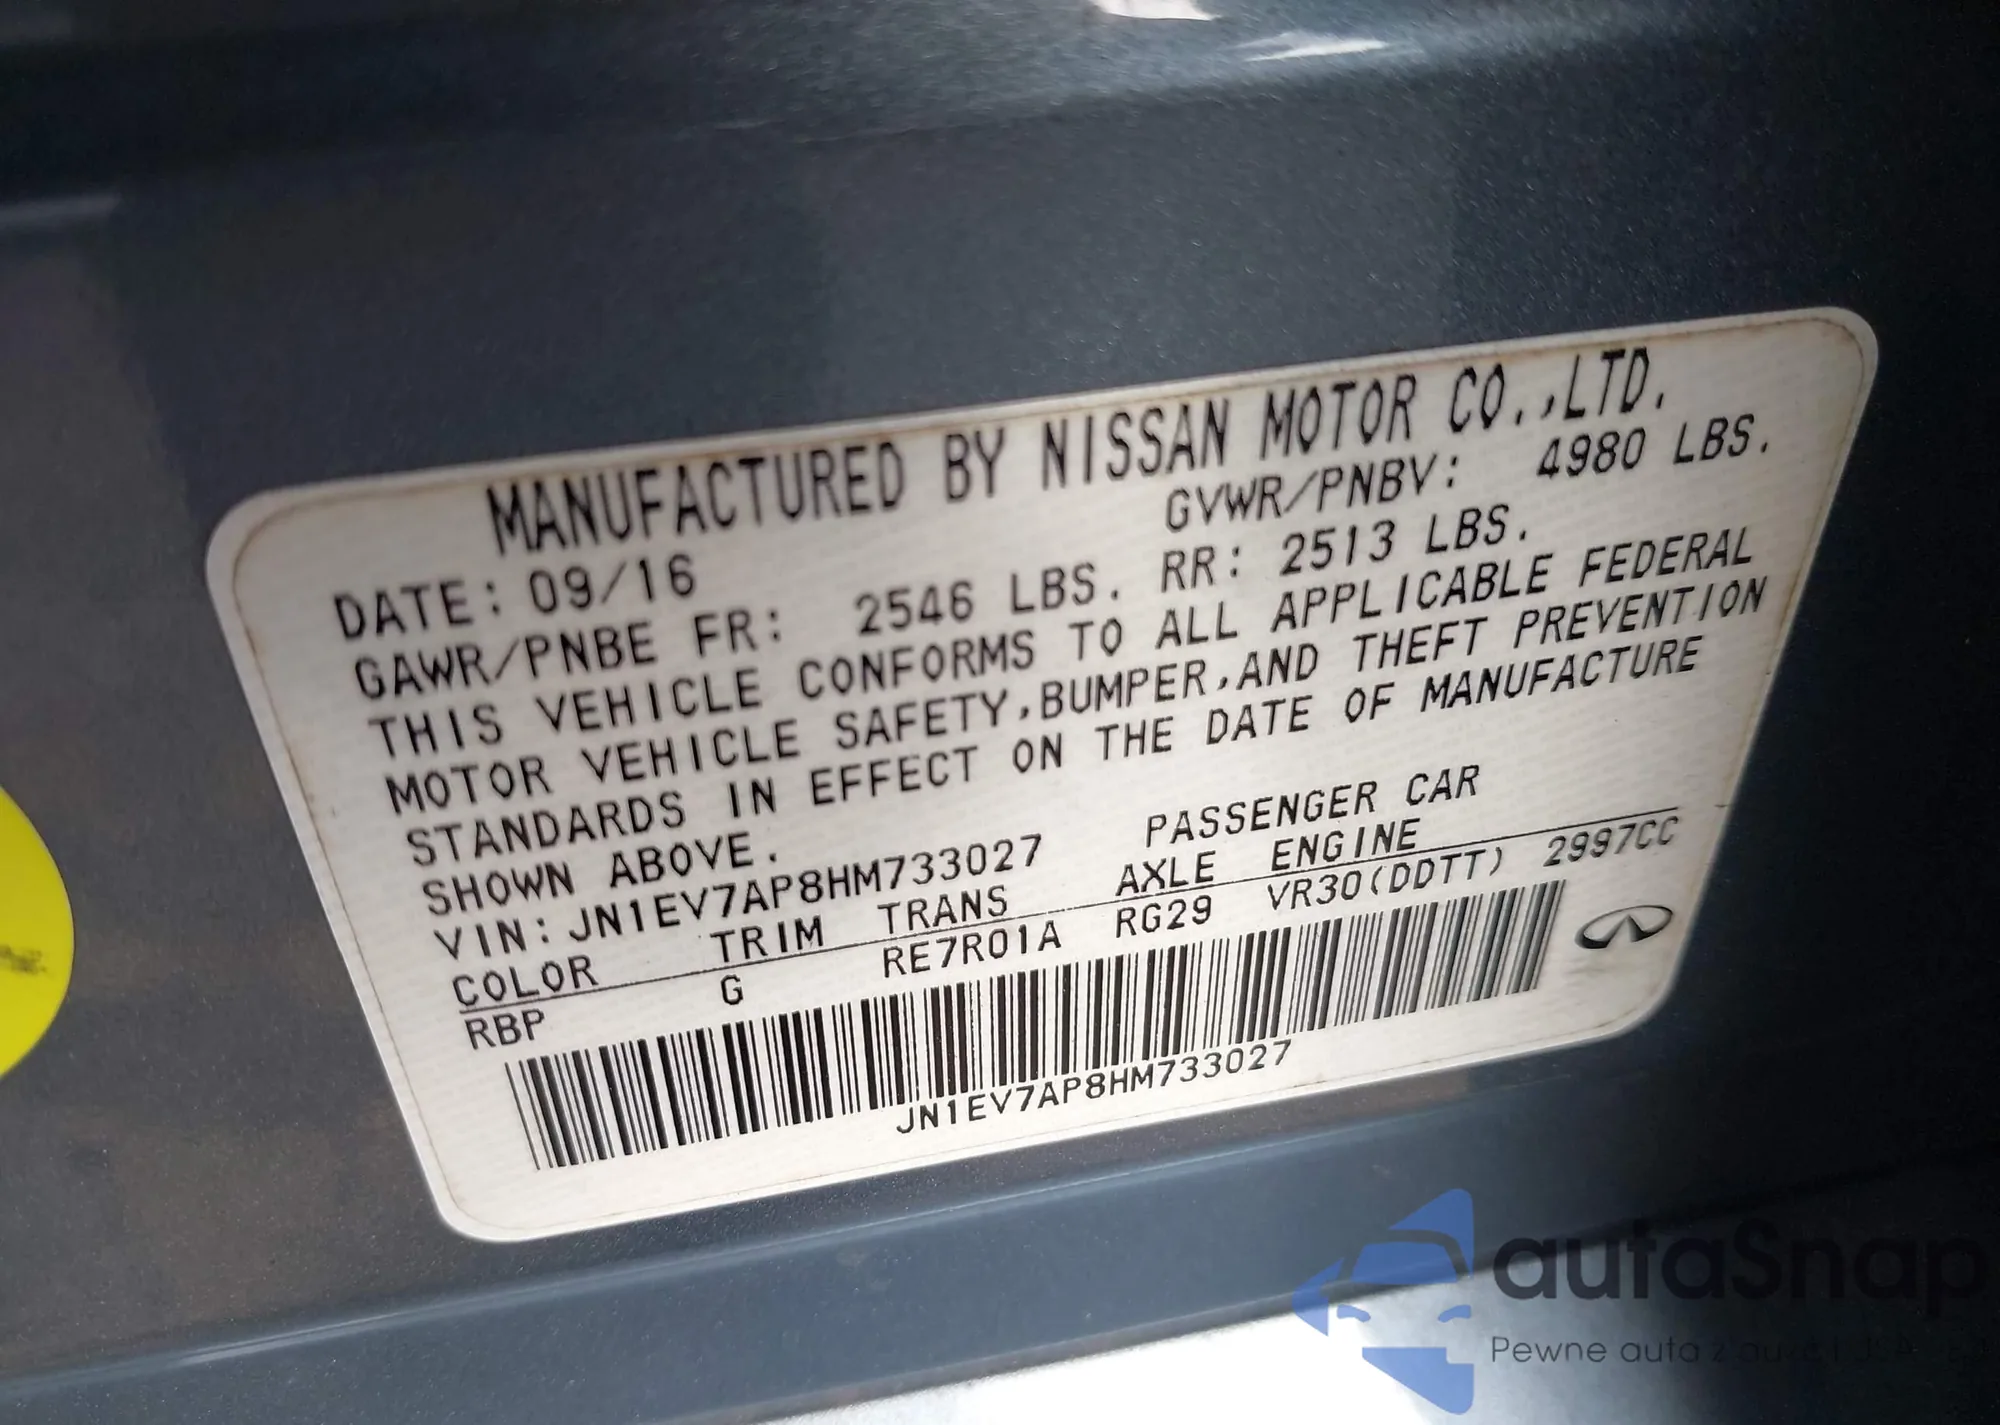 MANUFACTURED BY NISSAN MOTOR CO.,LTD.
DATE: 09/16 GVWR/PNBV: 4980 LBS.
GAWR/PNBE FR: 2546 LBS. RR: 2513 LBS.
THIS VEHICLE CONFORMS TO ALL APPLICABLE FEDERAL
MOTOR VEHICLE SAFETY,BUMPER,AND THEFT PREVENTION
STANDARDS IN EFFECT ON THE DATE OF MANUFACTURE
SHOWN ABOVE.
VIN: JN1EV7AP8HM733027 PASSENGER CAR
COLOR TRIM TRANS AXLE ENGINE
RBP G RE7R01A RG29 VR30(DDTT) 2997CC
JN1EV7AP8HM733027
autaSnap
Pewne auta z